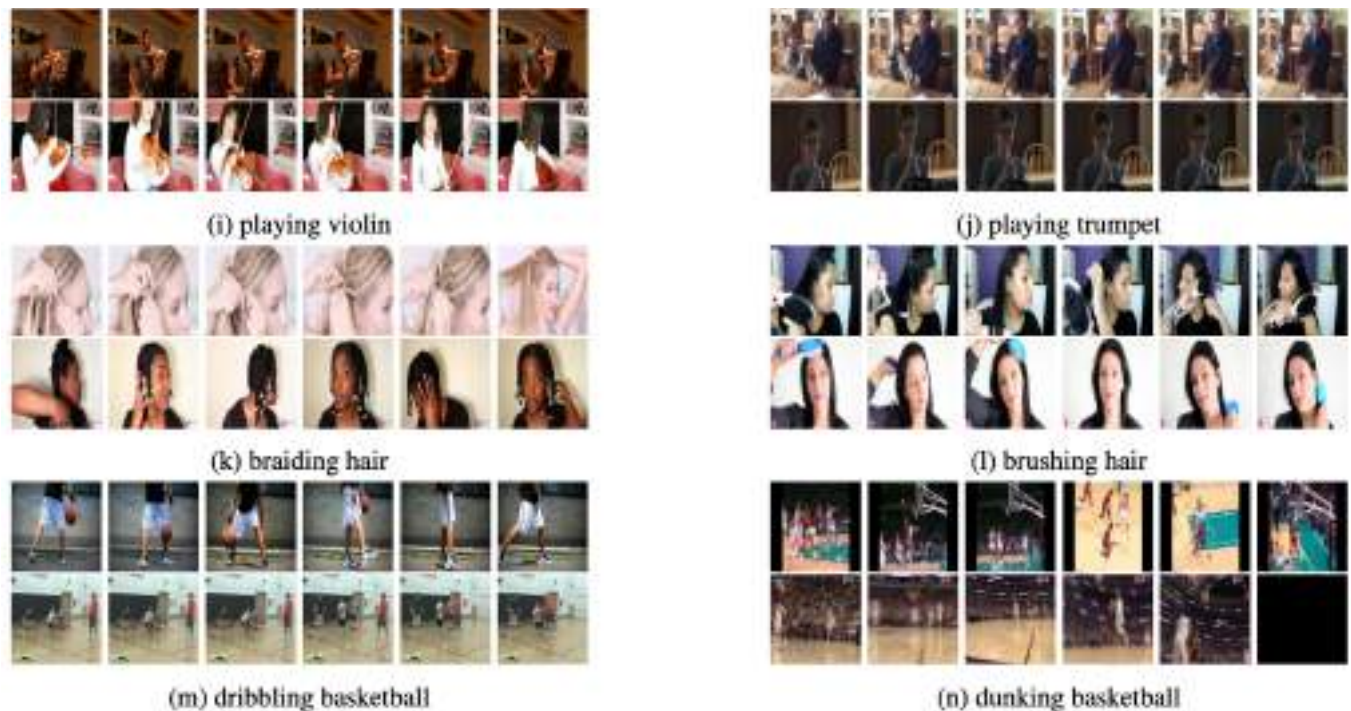 (i) playing violin
(j) playing trumpet
(k) braiding hair
(l) brushing hair
(m) dribbling basketball
(n) dunking basketball